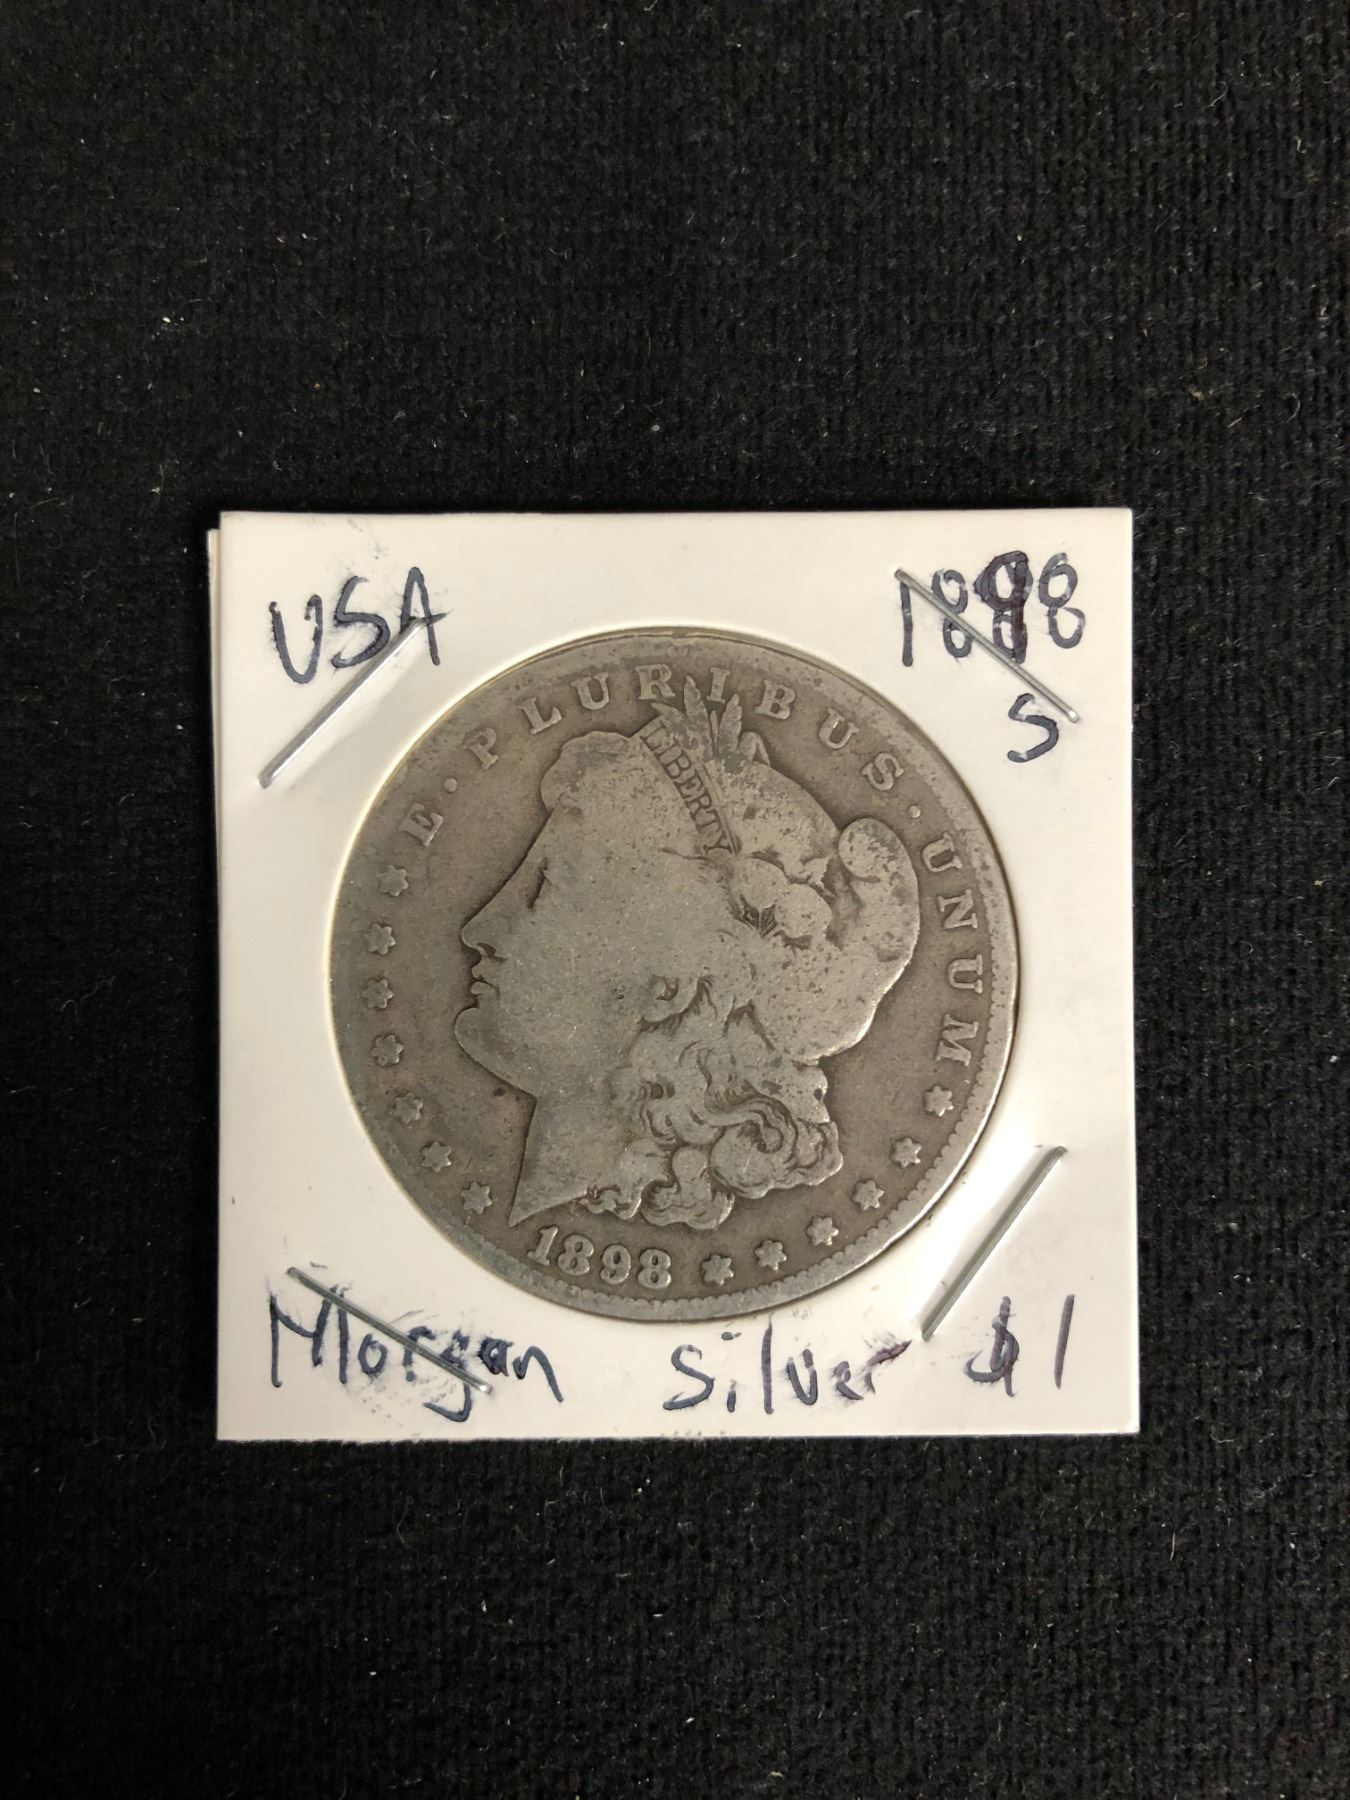 USA 1898
S
E · PLURIBUS · UNUM
LIBERTY
1898
Morgan Silver $1